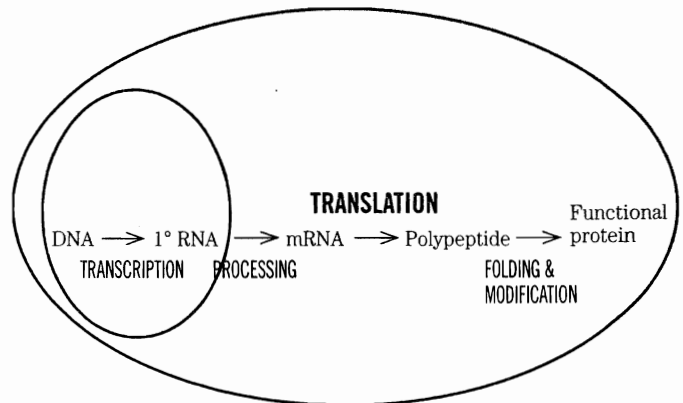 TRANSLATION
DNA → 1° RNA → mRNA → Polypeptide → Functional protein
TRANSCRIPTION PROCESSING FOLDING &
MODIFICATION